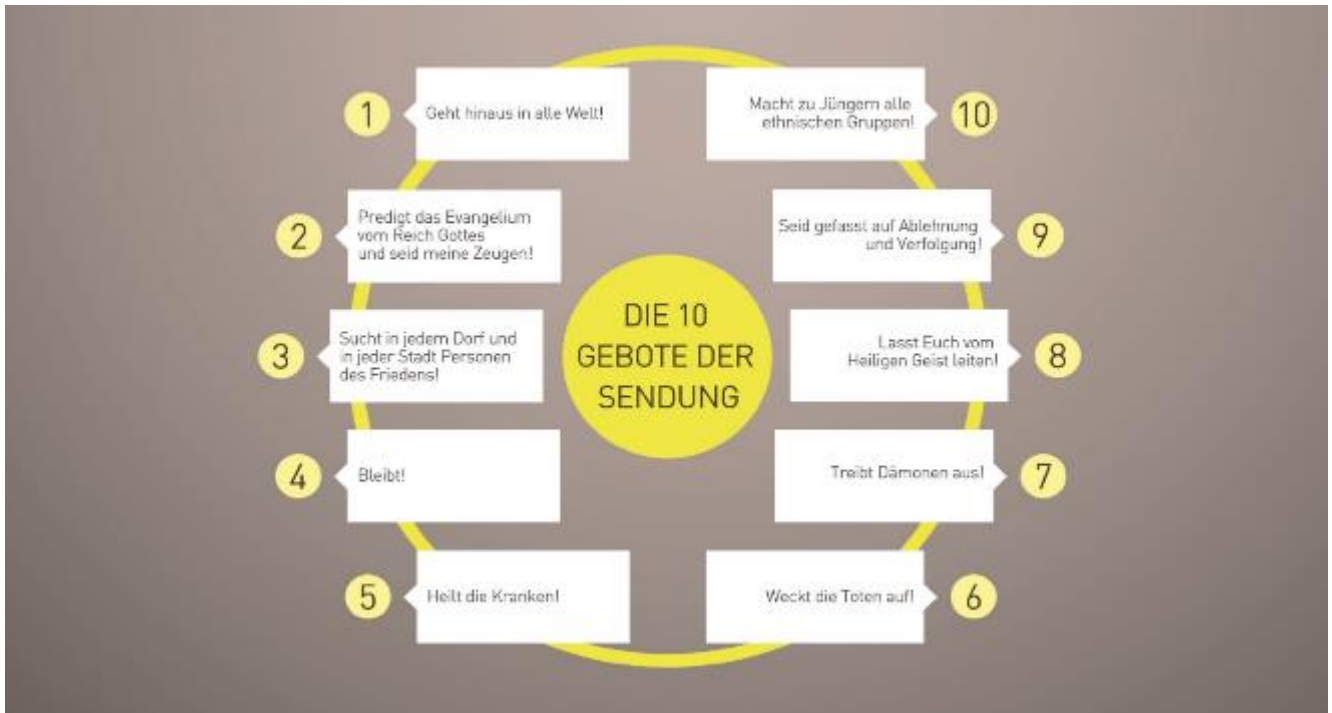 DIE 10
GEBOTE DER
SENDUNG
1
Geht hinaus in alle Welt!
2
Predigt das Evangelium
vom Reich Gottes
und seid meine Zeugen!
3
Sucht in jedem Dorf und
in jeder Stadt Personen
des Friedens!
4
Bleibt!
5
Heilt die Kranken!
6
Weckt die Toten auf!
7
Treibt Dämonen aus!
8
Lasst Euch vom
Heiligen Geist leiten!
9
Seid gefasst auf Ablehnung
und Verfolgung!
10
Macht zu Jüngern alle
ethnischen Gruppen!